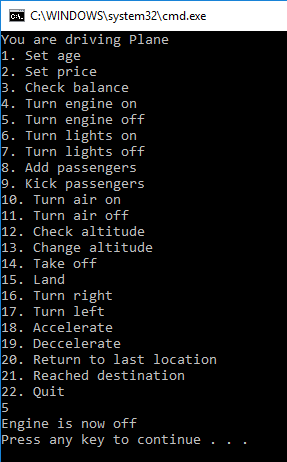 C:\WINDOWS\system32\cmd.exe
You are driving Plane
1. Set age
2. Set price
3. Check balance
4. Turn engine on
5. Turn engine off
6. Turn lights on
7. Turn lights off
8. Add passengers
9. Kick passengers
10. Turn air on
11. Turn air off
12. Check altitude
13. Change altitude
14. Take off
15. Land
16. Turn right
17. Turn left
18. Accelerate
19. Deccelerate
20. Return to last location
21. Reached destination
22. Quit
5
Engine is now off
Press any key to continue . . .